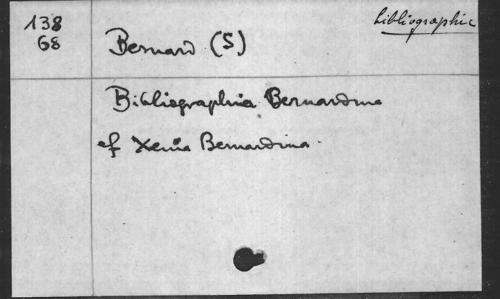 138
68
Bernard (S)
bibliographie
Bibliographia Bernardina
cf Xenia Bernardina